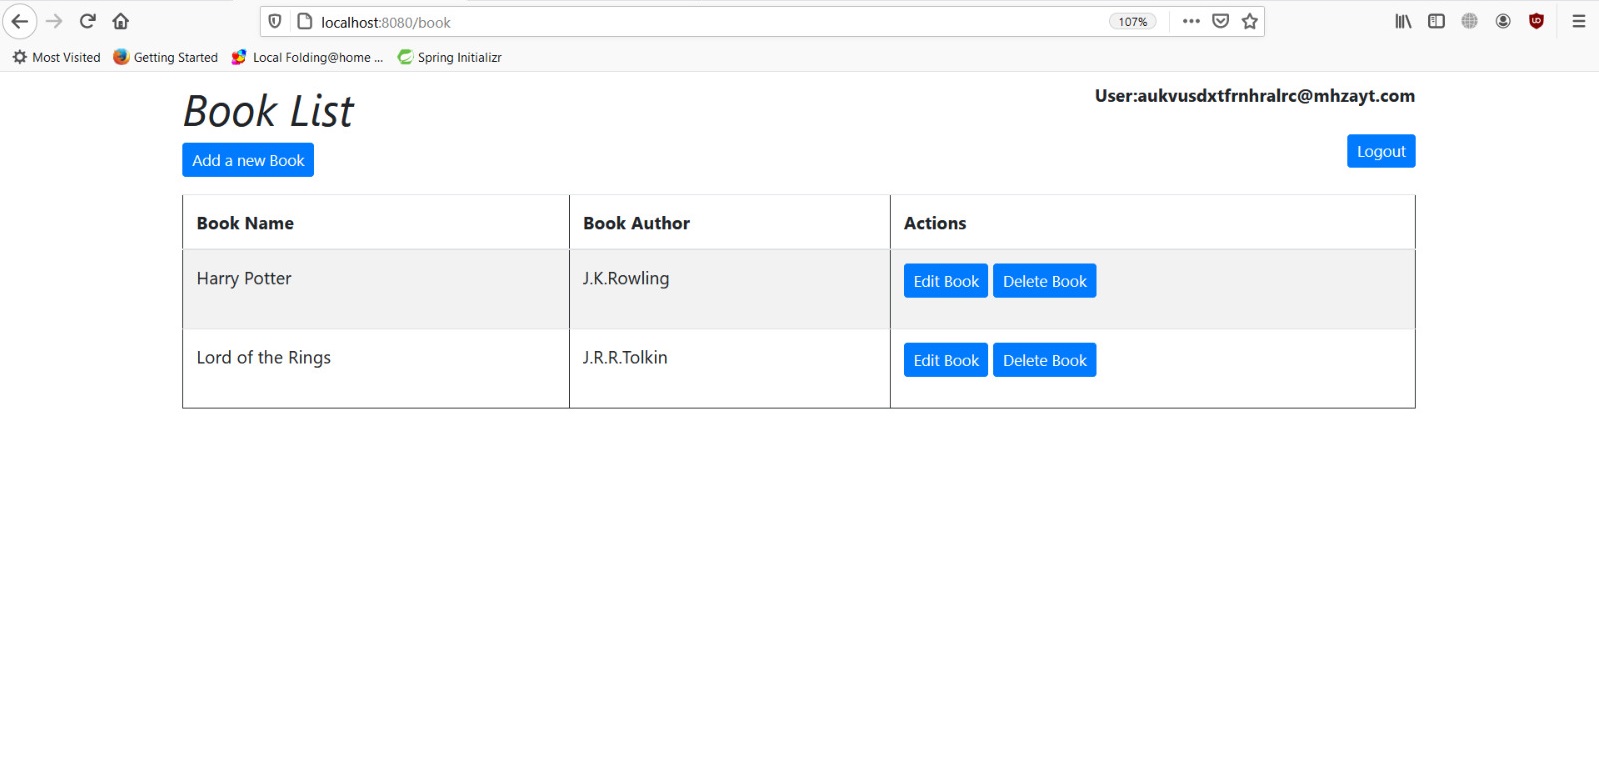 localhost:8080/book 107%
Most Visited Getting Started Local Folding@home ... Spring Initializr
Book List
User:aukvusdxtfrnhralrc@mhzayt.com
Add a new Book
Logout
Book Name Book Author Actions
Harry Potter J.K.Rowling Edit Book Delete Book
Lord of the Rings J.R.R.Tolkin Edit Book Delete Book